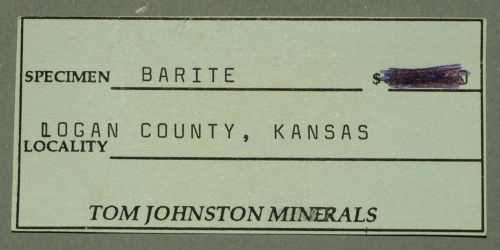 SPECIMEN BARITE $
LOGAN COUNTY, KANSAS
LOCALITY
TOM JOHNSTON MINERALS